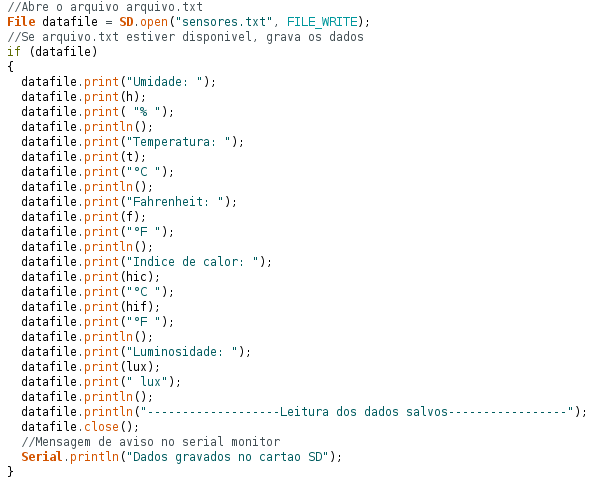 //Abre o arquivo arquivo.txt
File datafile = SD.open("sensores.txt", FILE_WRITE);
//Se arquivo.txt estiver disponivel, grava os dados
if (datafile)
{
  datafile.print("Umidade: ");
  datafile.print(h);
  datafile.print( "% ");
  datafile.println();
  datafile.print("Temperatura: ");
  datafile.print(t);
  datafile.print("°C ");
  datafile.println();
  datafile.print("Fahrenheit: ");
  datafile.print(f);
  datafile.print("°F ");
  datafile.println();
  datafile.print("Indice de calor: ");
  datafile.print(hic);
  datafile.print("°C ");
  datafile.print(hif);
  datafile.print("°F ");
  datafile.println();
  datafile.print("Luminosidade: ");
  datafile.print(lux);
  datafile.print(" lux");
  datafile.println();
  datafile.println("-------------------Leitura dos dados salvos-----------------");
  datafile.close();
  //Mensagem de aviso no serial monitor
  Serial.println("Dados gravados no cartao SD");
}